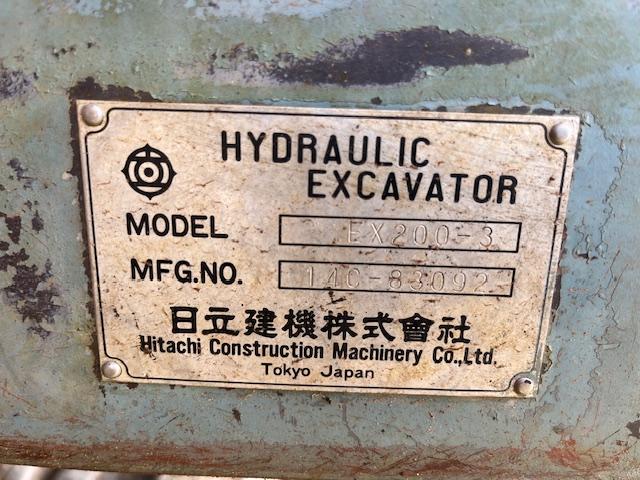 HYDRAULIC
EXCAVATOR
MODEL EX200-3
MFG.NO. 14C-83092
日立建機株式會社
Hitachi Construction Machinery Co.,Ltd.
Tokyo Japan